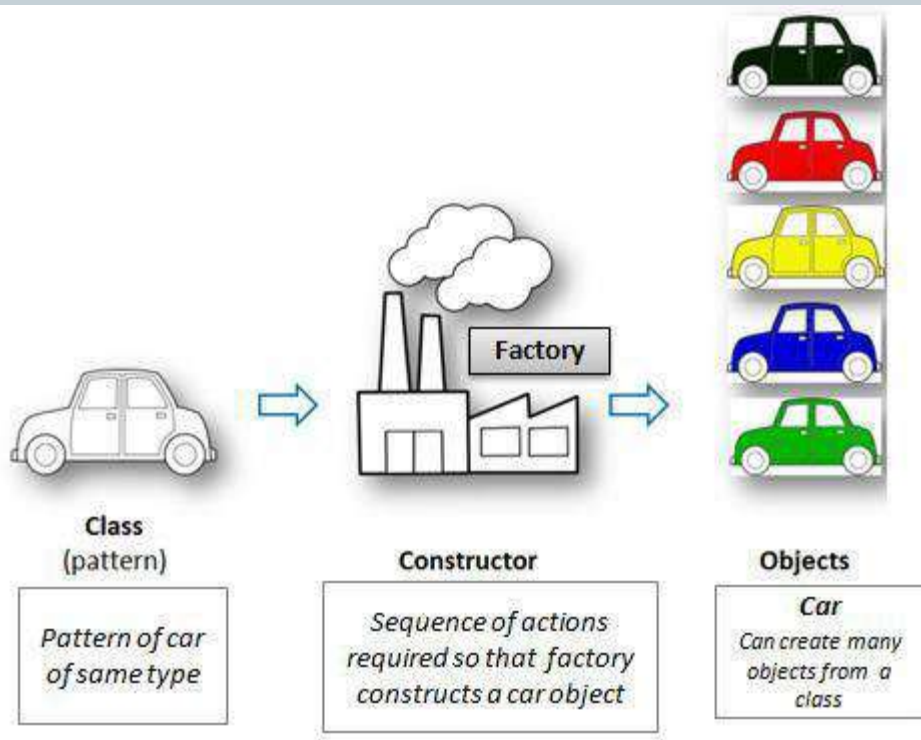 Factory
Class
(pattern)
Pattern of car
of same type
Constructor
Sequence of actions
required so that factory
constructs a car object
Objects
Car
Can create many
objects from a
class